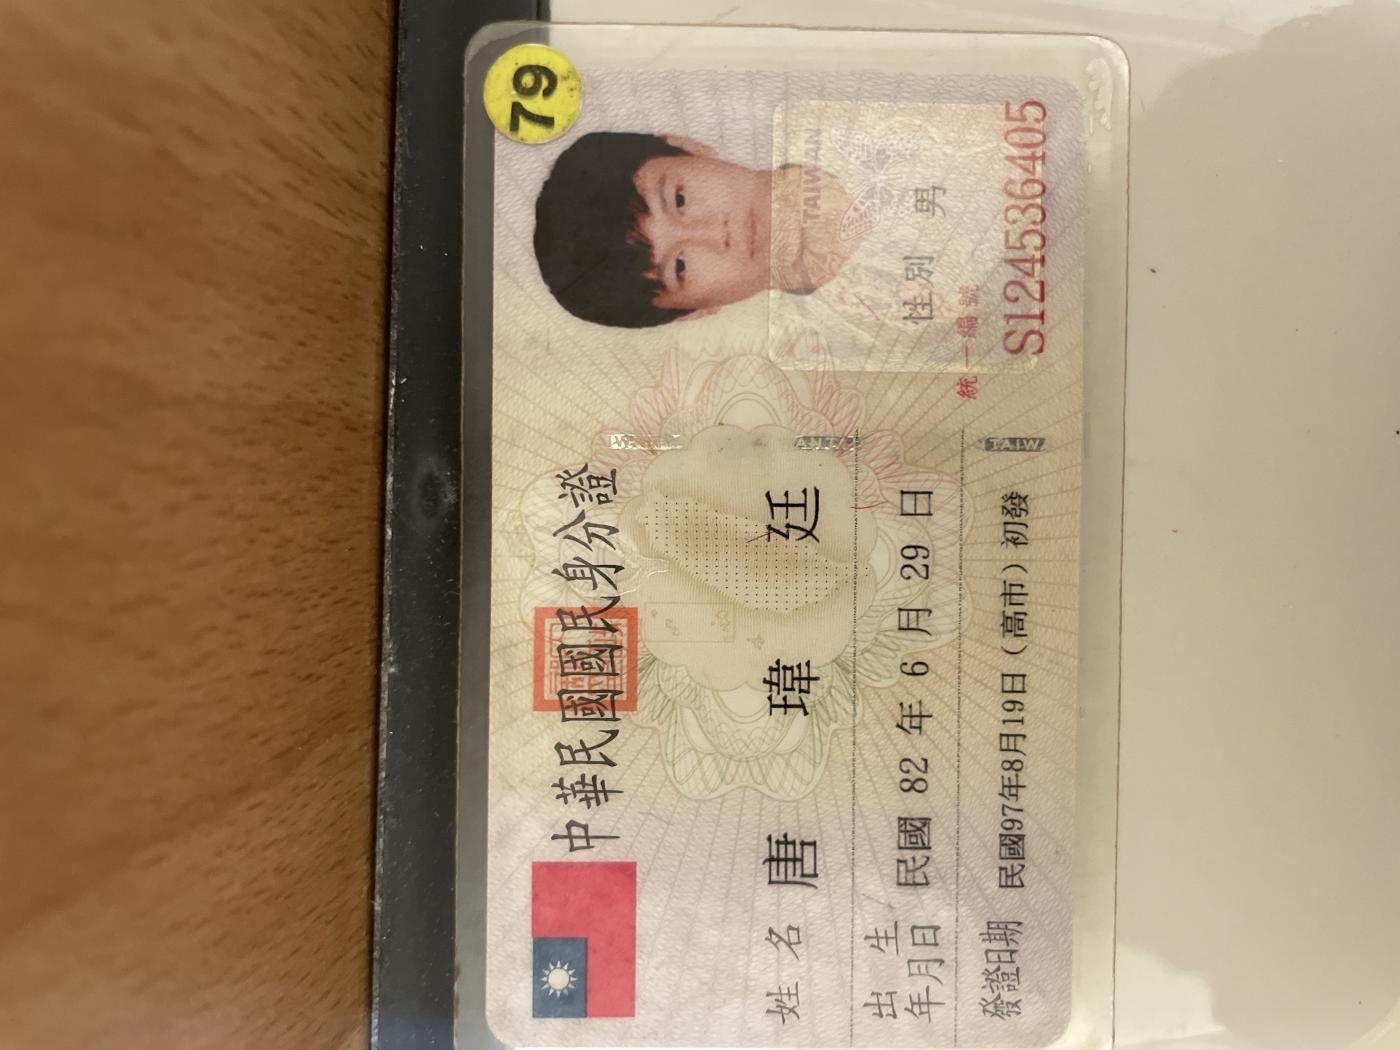 中華民國國民身分證
79
姓名 唐瑋廷
出生年月日 民國 82 年 6 月 29 日
性別 男
發證日期 民國97年8月19日(高市)初發
統一編號
S124536405
TAIWAN
TAIW